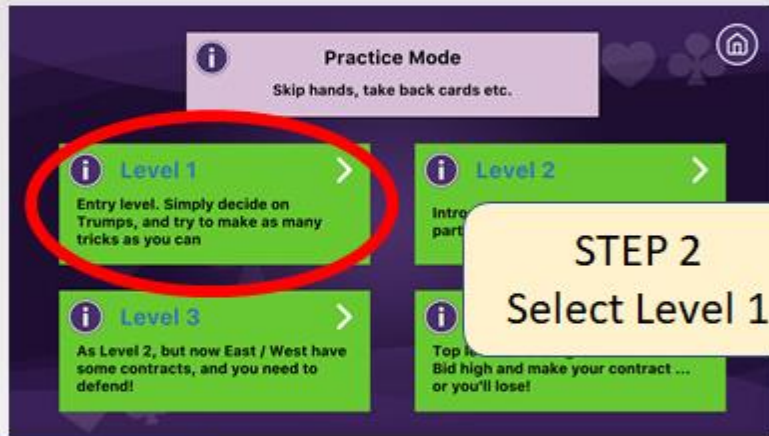 Practice Mode
Skip hands, take back cards etc.
Level 1
Entry level. Simply decide on
Trumps, and try to make as many
tricks as you can
Level 2
STEP 2
Select Level 1
Level 3
As Level 2, but now East / West have
some contracts, and you need to
defend!
Top
Bid high and make your contract ...
or you'll lose!